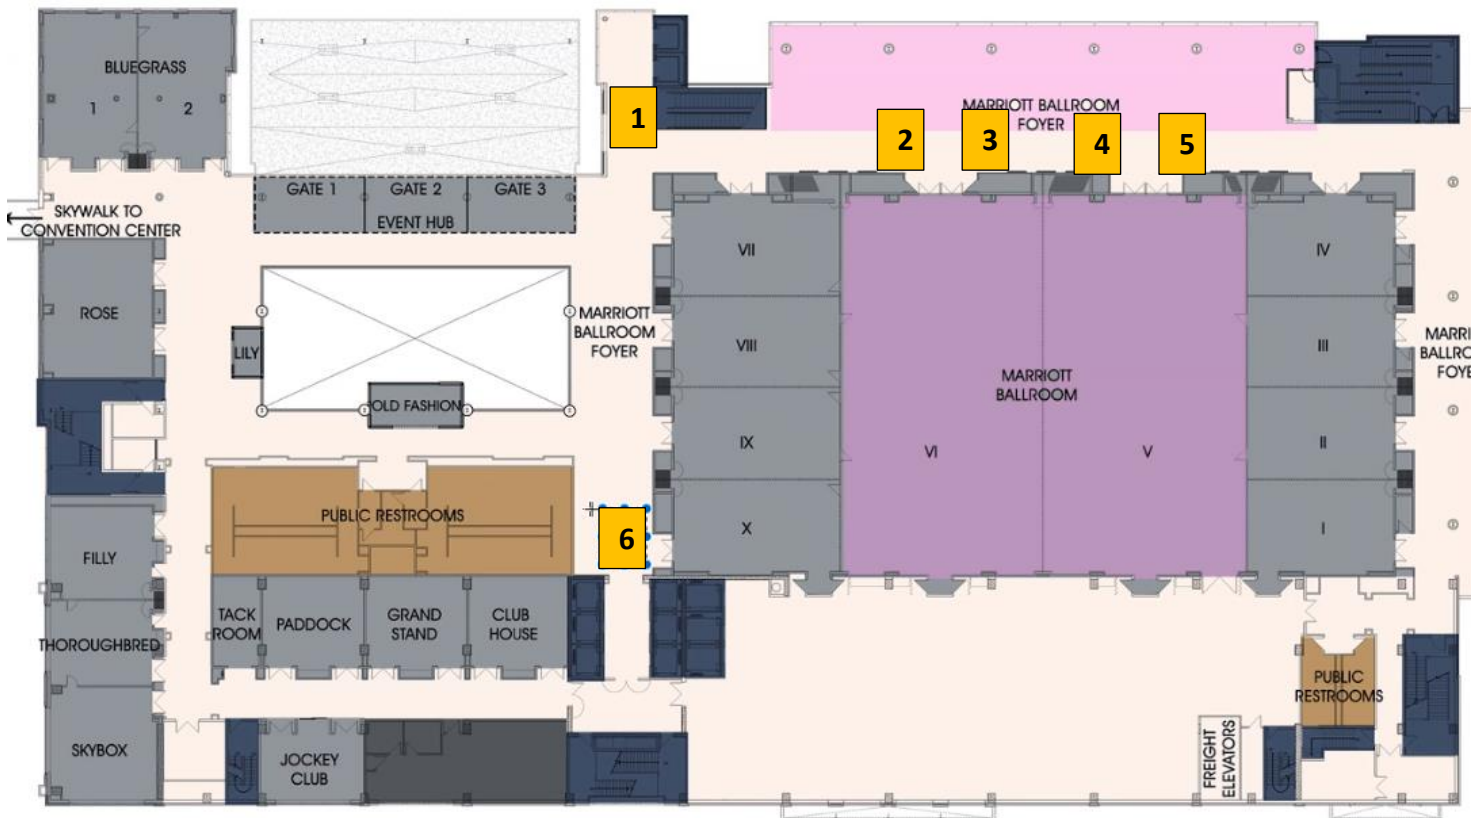 BLUEGRASS
1
2
GATE 1
GATE 2
GATE 3
EVENT HUB
SKYWALK TO
CONVENTION CENTER
ROSE
LILY
OLD FASHION
MARRIOTT
BALLROOM
FOYER
1
MARRIOTT BALLROOM
FOYER
2
3
4
5
VII
VIII
IX
X
MARRIOTT
BALLROOM
VI
V
IV
III
II
I
MARRI
BALLRO
FOYE
PUBLIC RESTROOMS
6
FILLY
THOROUGHBRED
SKYBOX
TACK
ROOM
PADDOCK
GRAND
STAND
CLUB
HOUSE
JOCKEY
CLUB
PUBLIC
RESTROOMS
FREIGHT
ELEVATORS